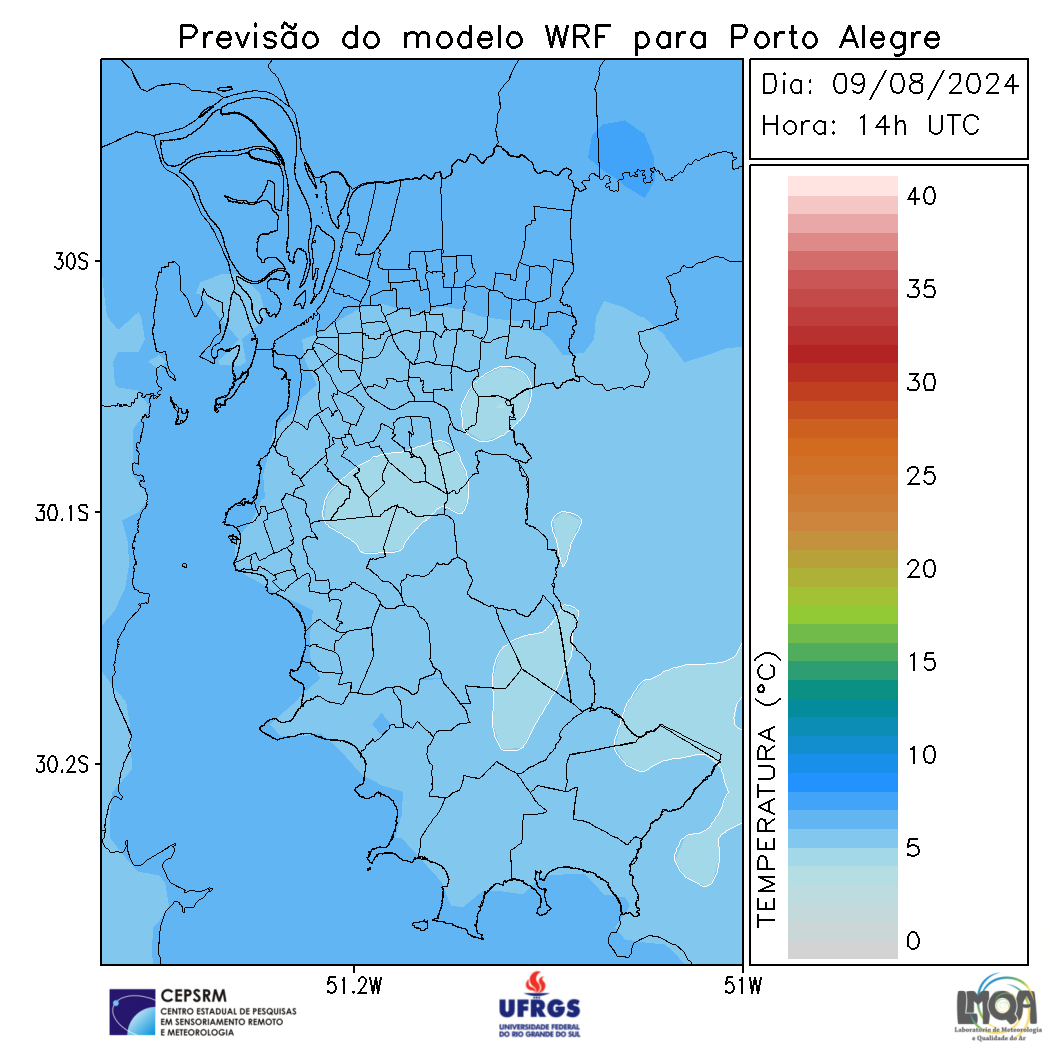 Previsão do modelo WRF para Porto Alegre
Dia: 09/08/2024
Hora: 14h UTC
40
35
30
25
20
15
10
5
0
TEMPERATURA (°C)
30S
30.1S
30.2S
51.2W
51W
CEPSRM
CENTRO ESTADUAL DE PESQUISAS
EM SENSORIAMENTO REMOTO
E METEOROLOGIA
UFRGS
UNIVERSIDADE FEDERAL
DO RIO GRANDE DO SUL
LMQA
Laboratório de Meteorologia
e Qualidade do Ar